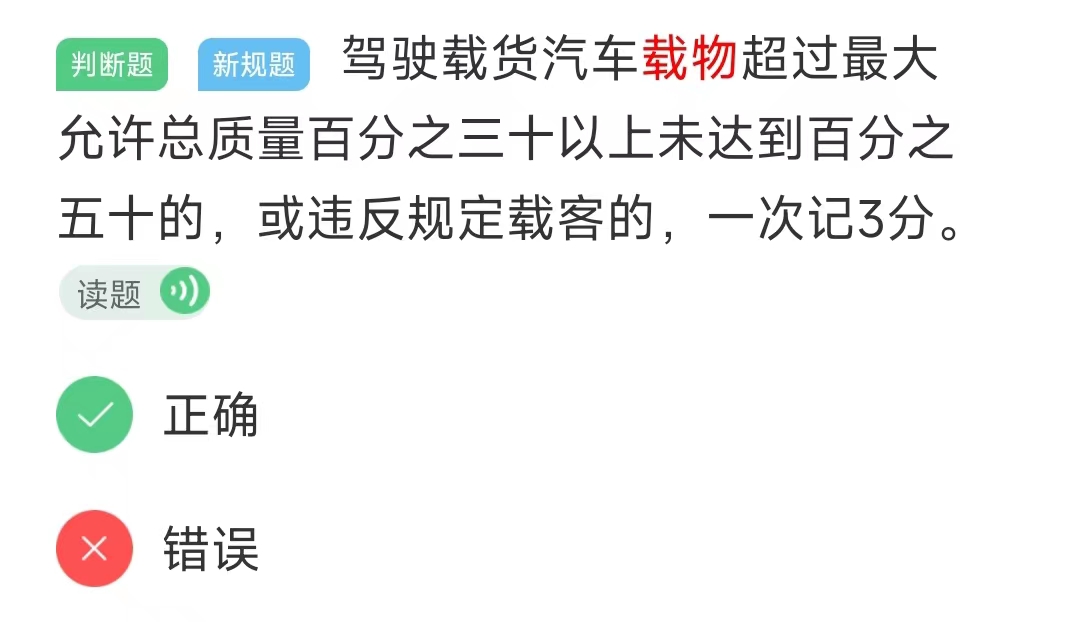 判断题 新规题 驾驶载货汽车载物超过最大
允许总质量百分之三十以上未达到百分之
五十的，或违反规定载客的，一次记3分。
读题
正确
错误